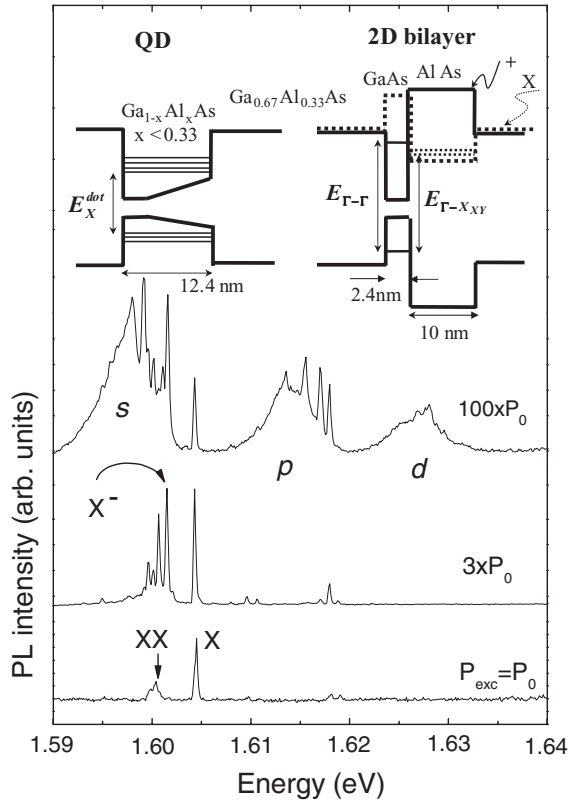 QD
2D bilayer
GaAs
AlAs
+
X
Ga1-xAlxAs
x <0.33
Ga0.67Al0.33As
E_X^dot
E_Γ−Γ
E_Γ−X_XY
12.4 nm
2.4nm
10 nm
s
p
d
100xP0
X-
3xP0
XX
X
Pexc=P0
PL intensity (arb. units)
1.59
1.60
1.61
1.62
1.63
1.64
Energy (eV)